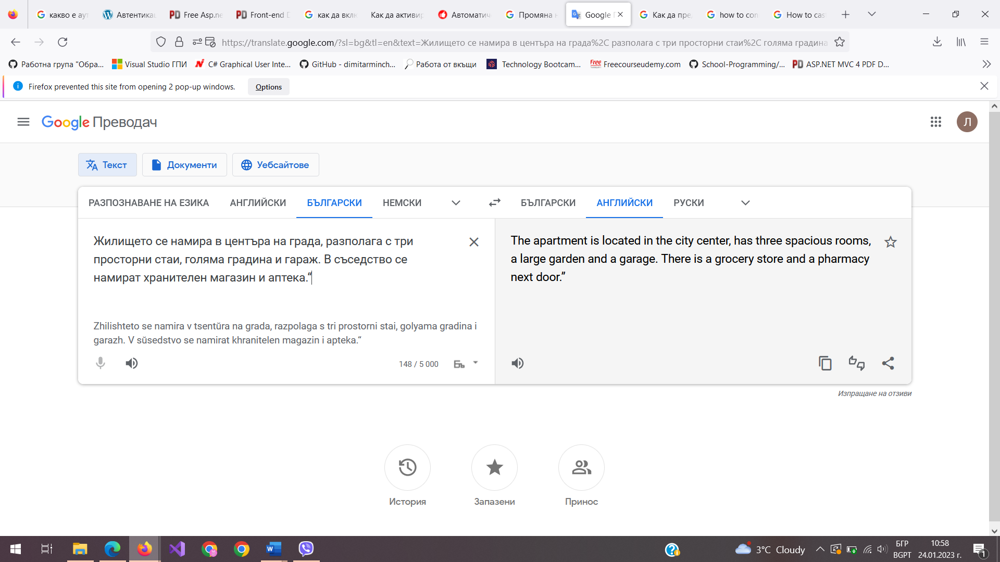 какво е аут
Автентика
Free Asp.ne
Front-end D
как да вклю
Как да активир
Автоматич
Промяна н
Google П
Как да пре
how to con
How to cast
https://translate.google.com/?sl=bg&tl=en&text=Жилището се намира в центъра на града%2C разполага с три просторни стаи%2C голяма градина
Работна група "Обра...
Visual Studio ГПИ
C# Graphical User Inte...
GitHub - dimitarminch...
Работа от вкъщи
Technology Bootcam...
Freecourseudemy.com
School-Programming/...
ASP.NET MVC 4 PDF D...
Firefox prevented this site from opening 2 pop-up windows.
Options
Google Преводач
Л
Текст
Документи
Уебсайтове
РАЗПОЗНАВАНЕ НА ЕЗИКА
АНГЛИЙСКИ
БЪЛГАРСКИ
НЕМСКИ
БЪЛГАРСКИ
АНГЛИЙСКИ
РУСКИ
Жилището се намира в центъра на града, разполага с три
просторни стаи, голяма градина и гараж. В съседство се
намират хранителен магазин и аптека.“
Zhilishteto se namira v tsentŭra na grada, razpolaga s tri prostorni stai, golyama gradina i
garazh. V sŭsedstvo se namirat khranitelen magazin i apteka.“
148 / 5 000
The apartment is located in the city center, has three spacious rooms,
a large garden and a garage. There is a grocery store and a pharmacy
next door.”
Изпращане на отзиви
История
Запазени
Принос
3°C Cloudy
БГР
BGPT
10:58
24.01.2023 г.
1